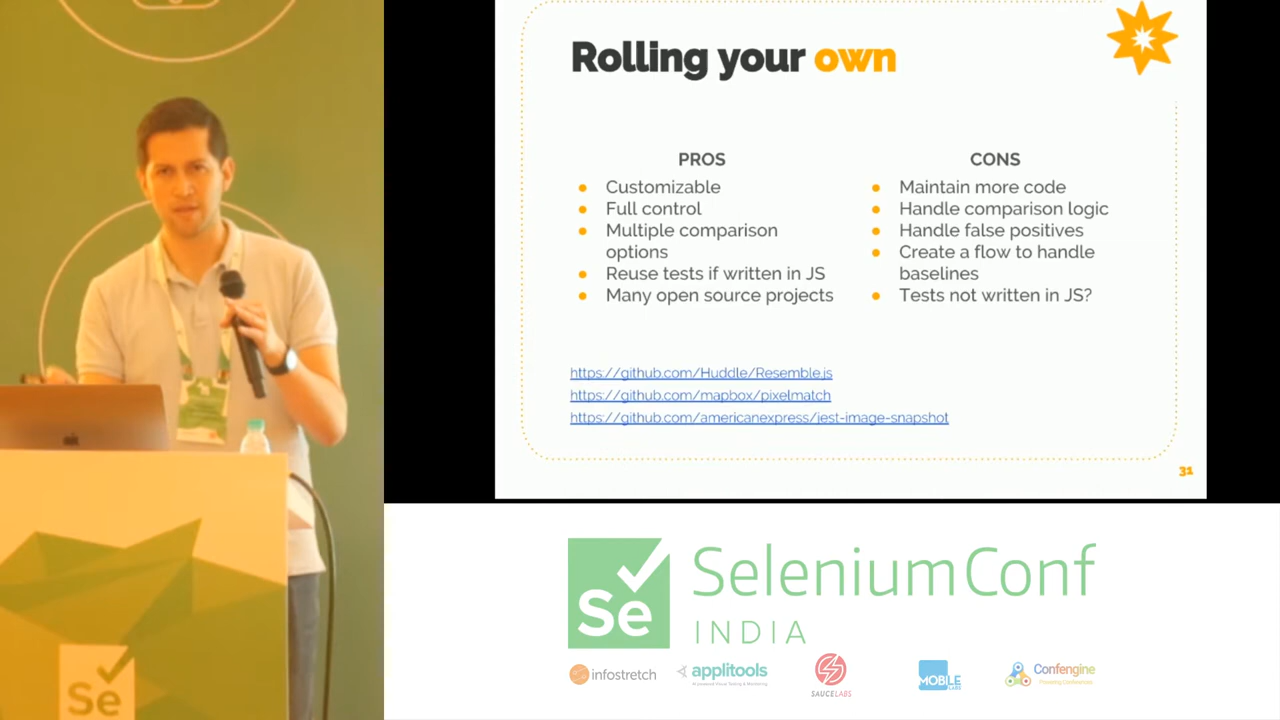 Rolling your own
PROS
Customizable
Full control
Multiple comparison
options
Reuse tests if written in JS
Many open source projects
CONS
Maintain more code
Handle comparison logic
Handle false positives
Create a flow to handle
baselines
Tests not written in JS?
https://github.com/Huddle/Resemble.js
https://github.com/mapbox/pixelmatch
https://github.com/americanexpress/jest-image-snapshot
31
Se
SeleniumConf
INDIA
infostretch
applitools
SAUCELABS
MOBILE
LABS
Confengine
Se